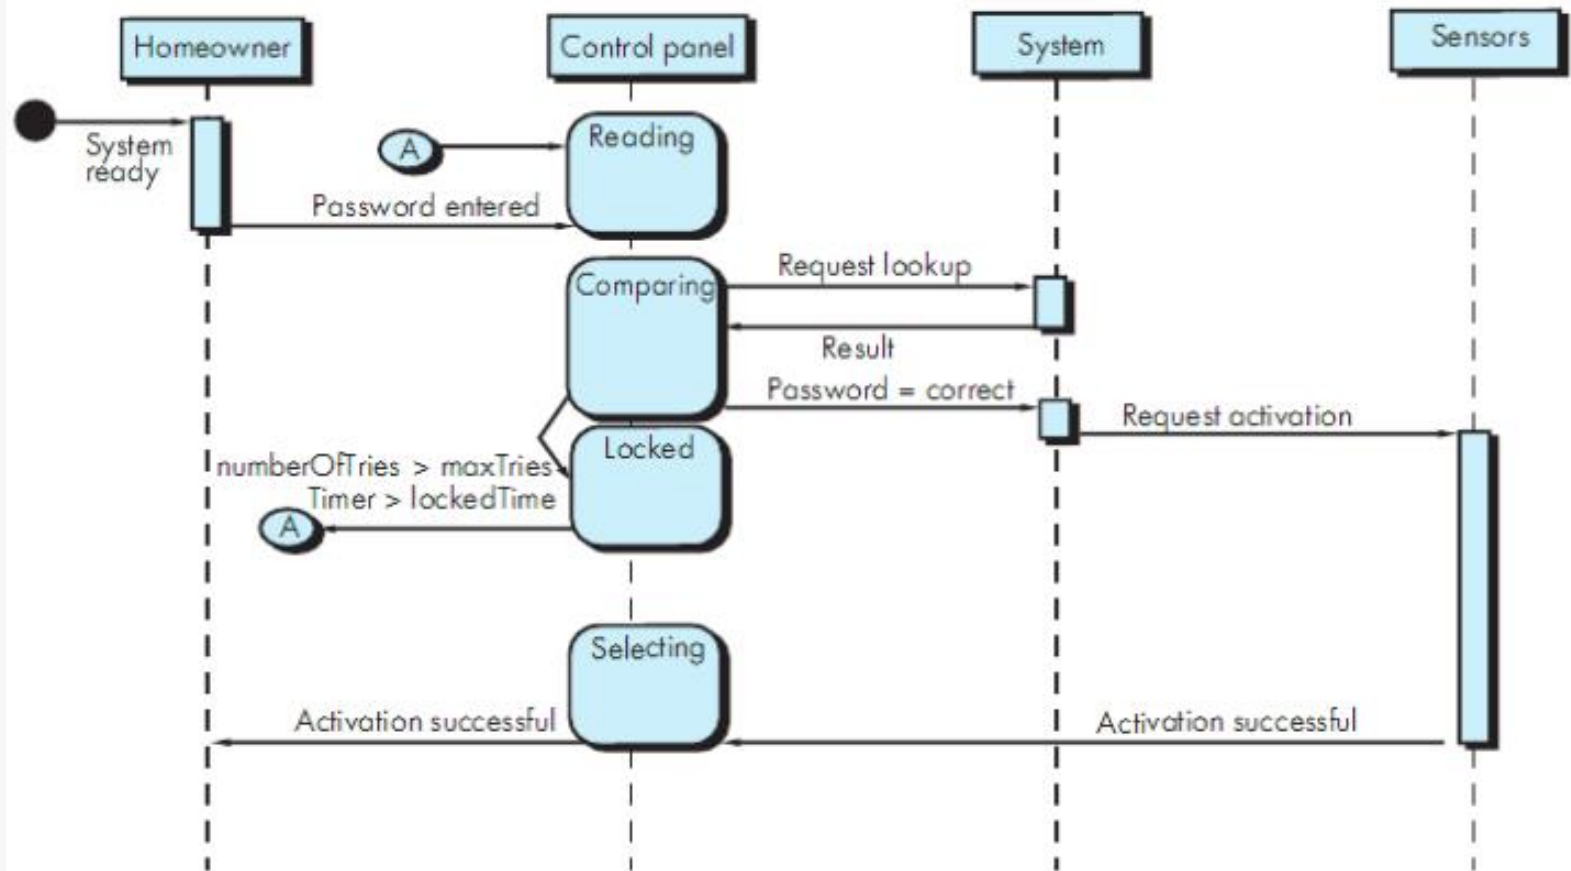 Homeowner
Control panel
System
Sensors
System
ready
A
Reading
Password entered
Comparing
Request lookup
Result
Password = correct
Request activation
Locked
numberOfTries > maxTries
Timer > lockedTime
A
Selecting
Activation successful
Activation successful